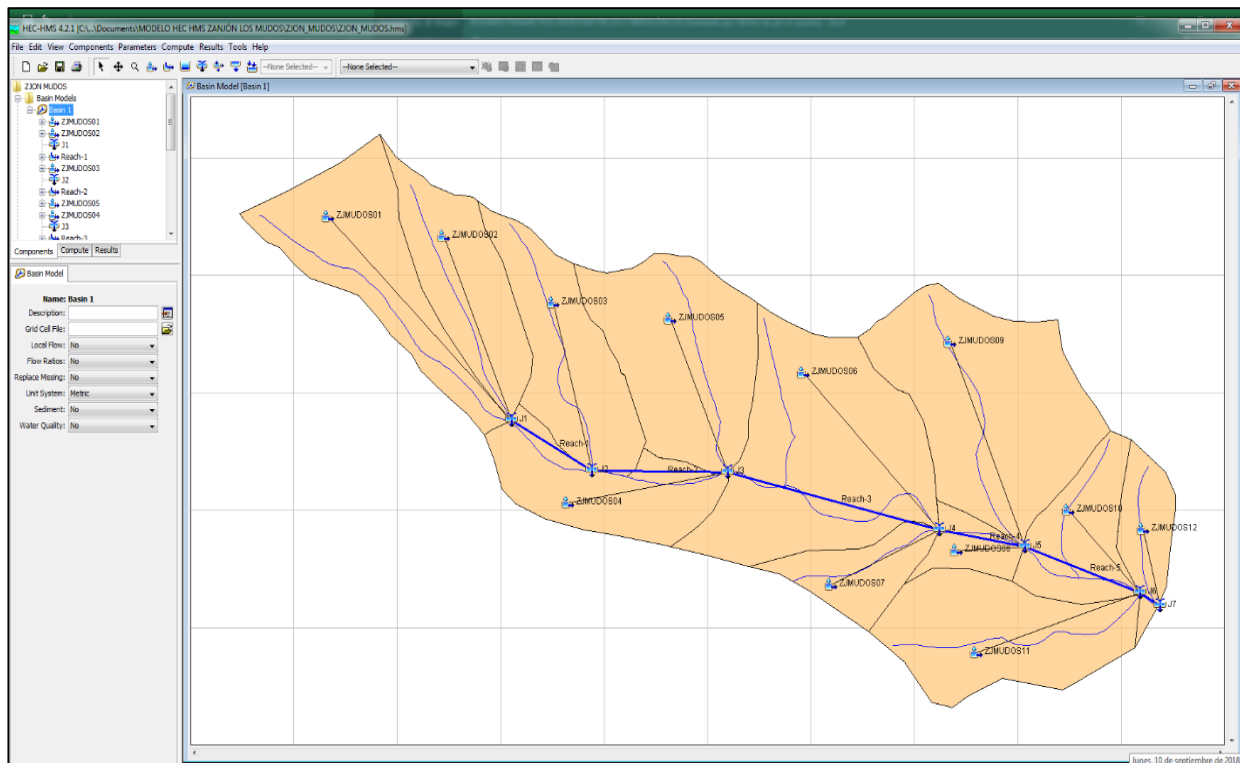 HEC-HMS 4.2.1 [C:\...\Documents\MODELO HEC HMS ZANJÓN LOS MUDOS\ZJON_MUDOS\ZJON_MUDOS.hms]
File Edit View Components Parameters Compute Results Tools Help
--None Selected-- --None Selected--
ZJON MUDOS
Basin Models
Basin 1
ZJMUDOS01
ZJMUDOS02
J1
Reach-1
ZJMUDOS03
J2
Reach-2
ZJMUDOS05
ZJMUDOS04
J3
Reach-3
Components Compute Results
Basin Model
Name: Basin 1
Description:
Grid Cell File:
Local Flow: No
Flow Ratios: No
Replace Missing: No
Unit System: Metric
Sediment: No
Water Quality: No
Basin Model [Basin 1]
ZJMUDOS01
ZJMUDOS02
ZJMUDOS03
ZJMUDOS05
ZJMUDOS09
ZJMUDOS06
J1
Reach-1
J2
Reach-2
J3
Reach-3
ZJMUDOS04
ZJMUDOS10
ZJMUDOS12
J4
Reach-4
J5
ZJMUDOS08
Reach-5
ZJMUDOS07
J6
J7
ZJMUDOS11
lunes, 10 de septiembre de 2018